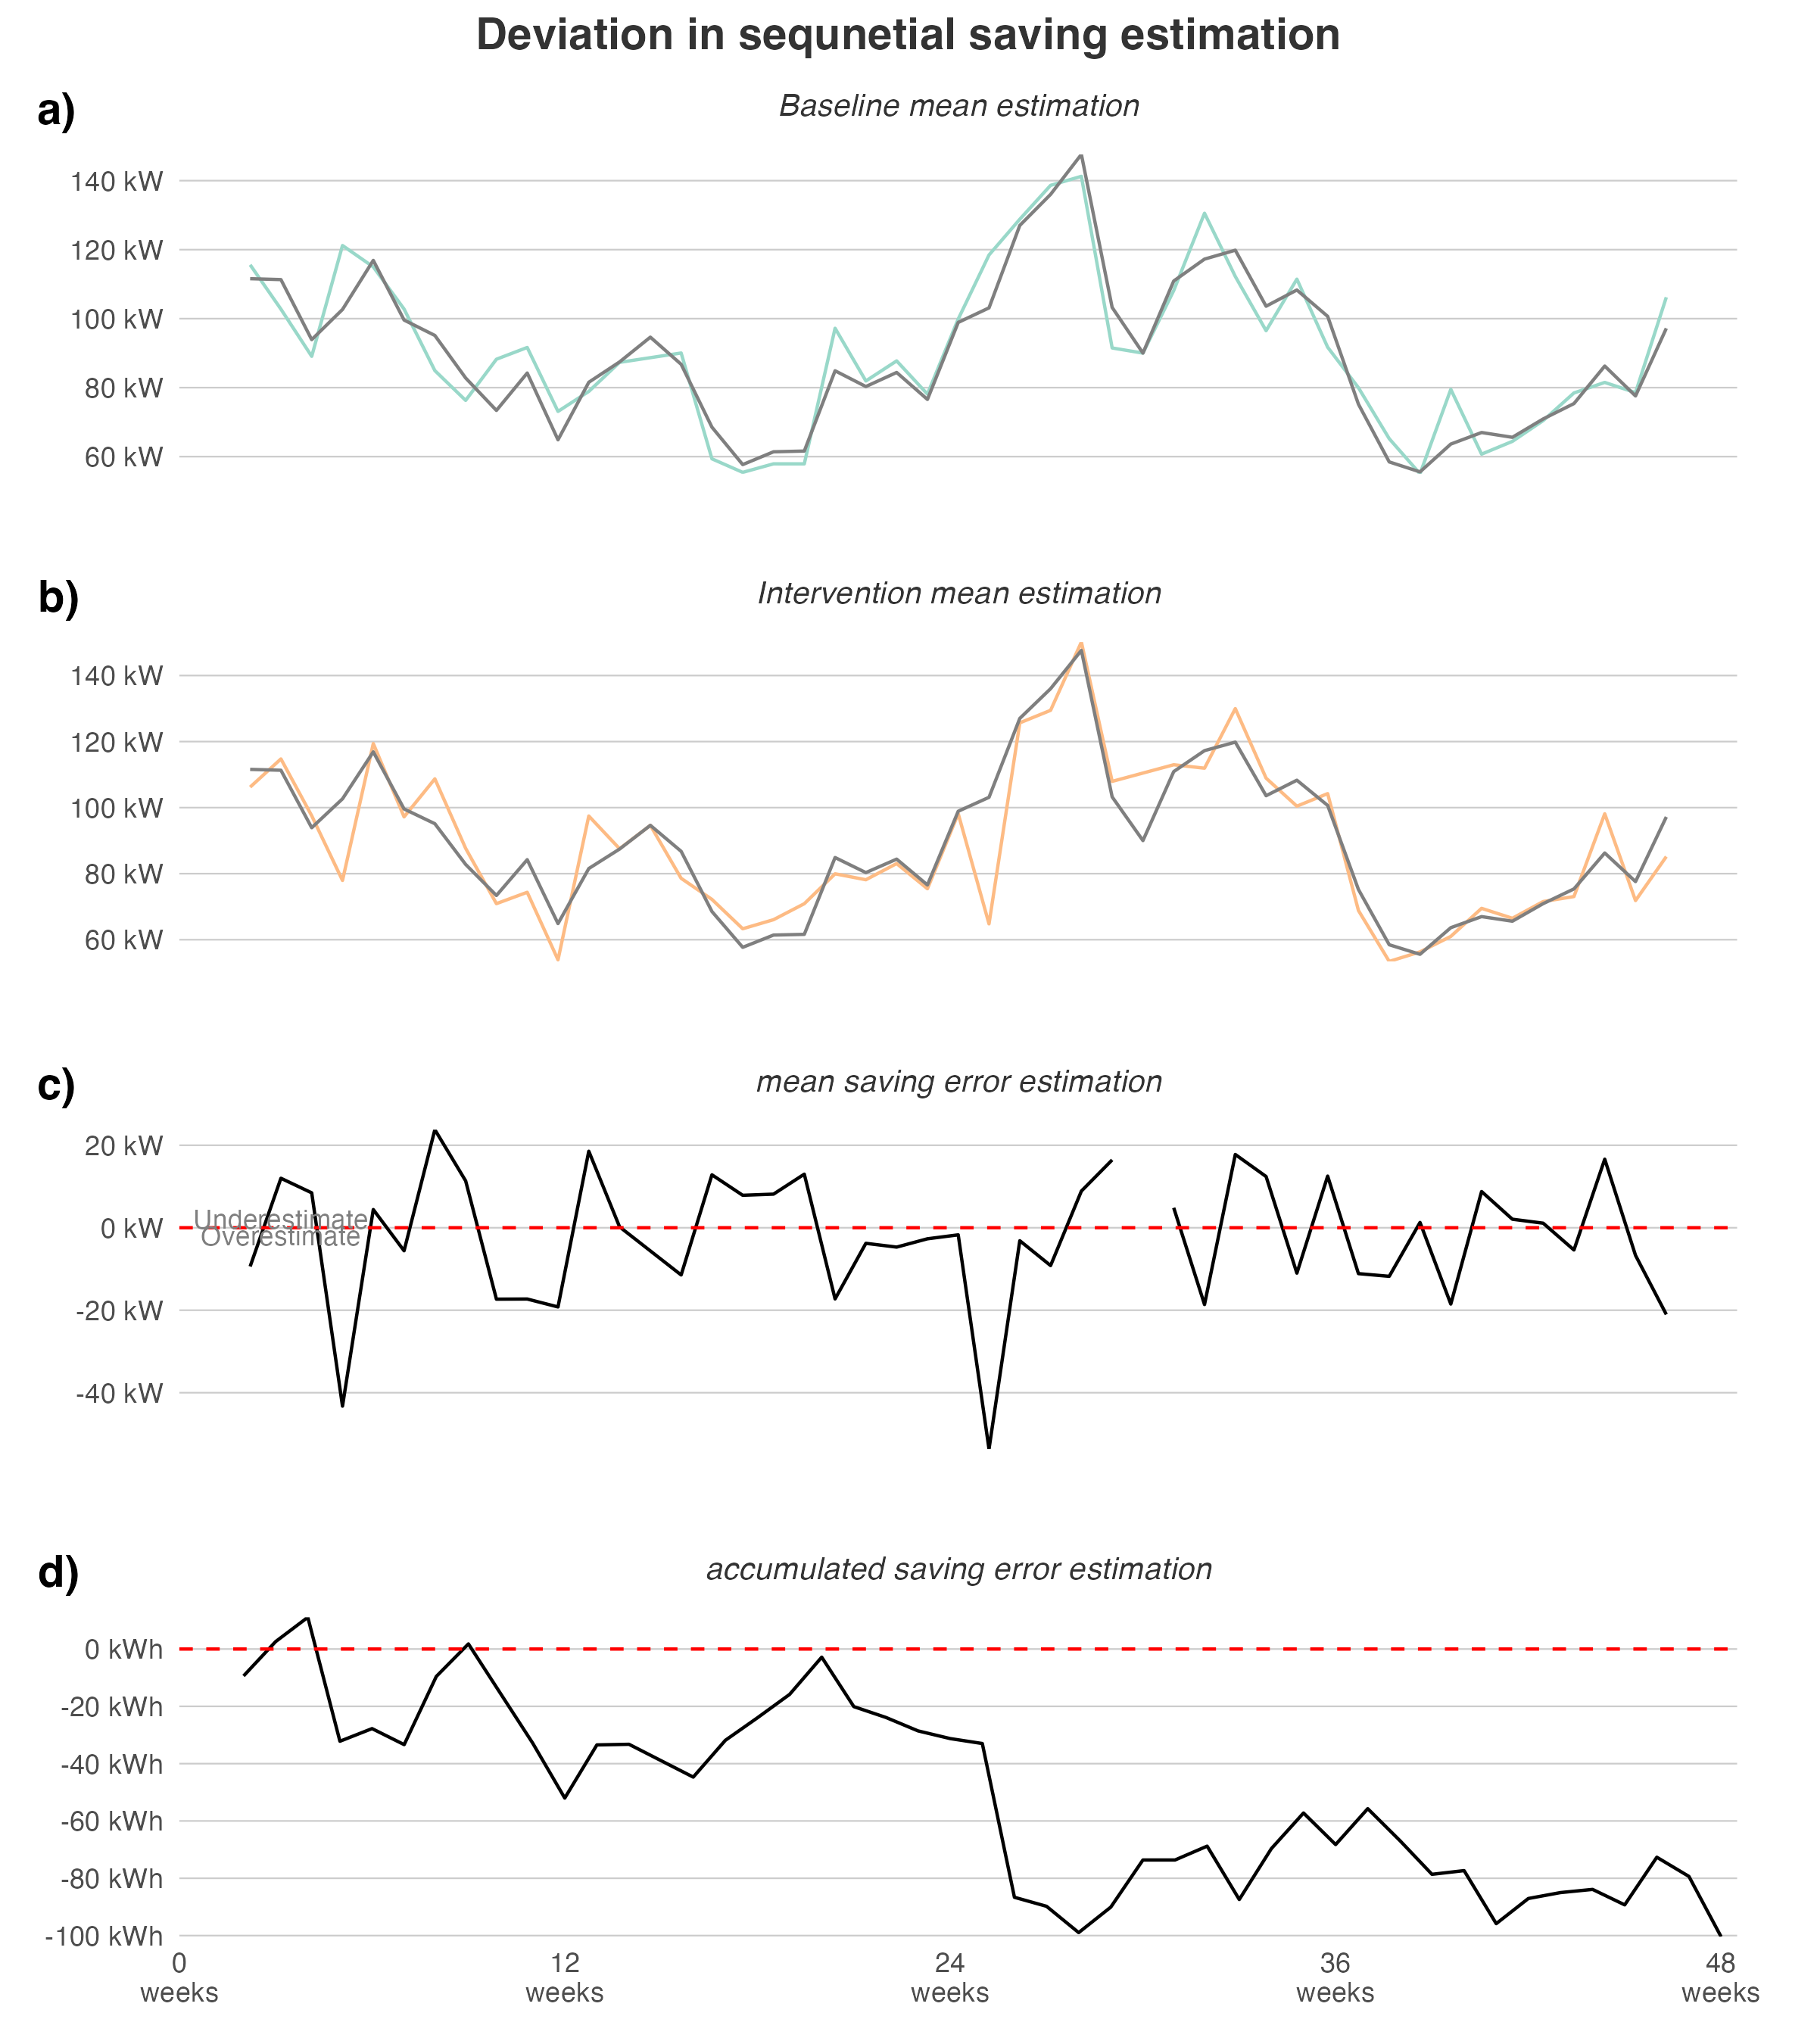 Deviation in sequnetial saving estimation
a)
Baseline mean estimation
140 kW
120 kW
100 kW
80 kW
60 kW
b)
Intervention mean estimation
140 kW
120 kW
100 kW
80 kW
60 kW
c)
mean saving error estimation
20 kW
0 kW
-20 kW
-40 kW
Underestimate
Overestimate
d)
accumulated saving error estimation
0 kWh
-20 kWh
-40 kWh
-60 kWh
-80 kWh
-100 kWh
0 12 24 36 48
weeks weeks weeks weeks weeks